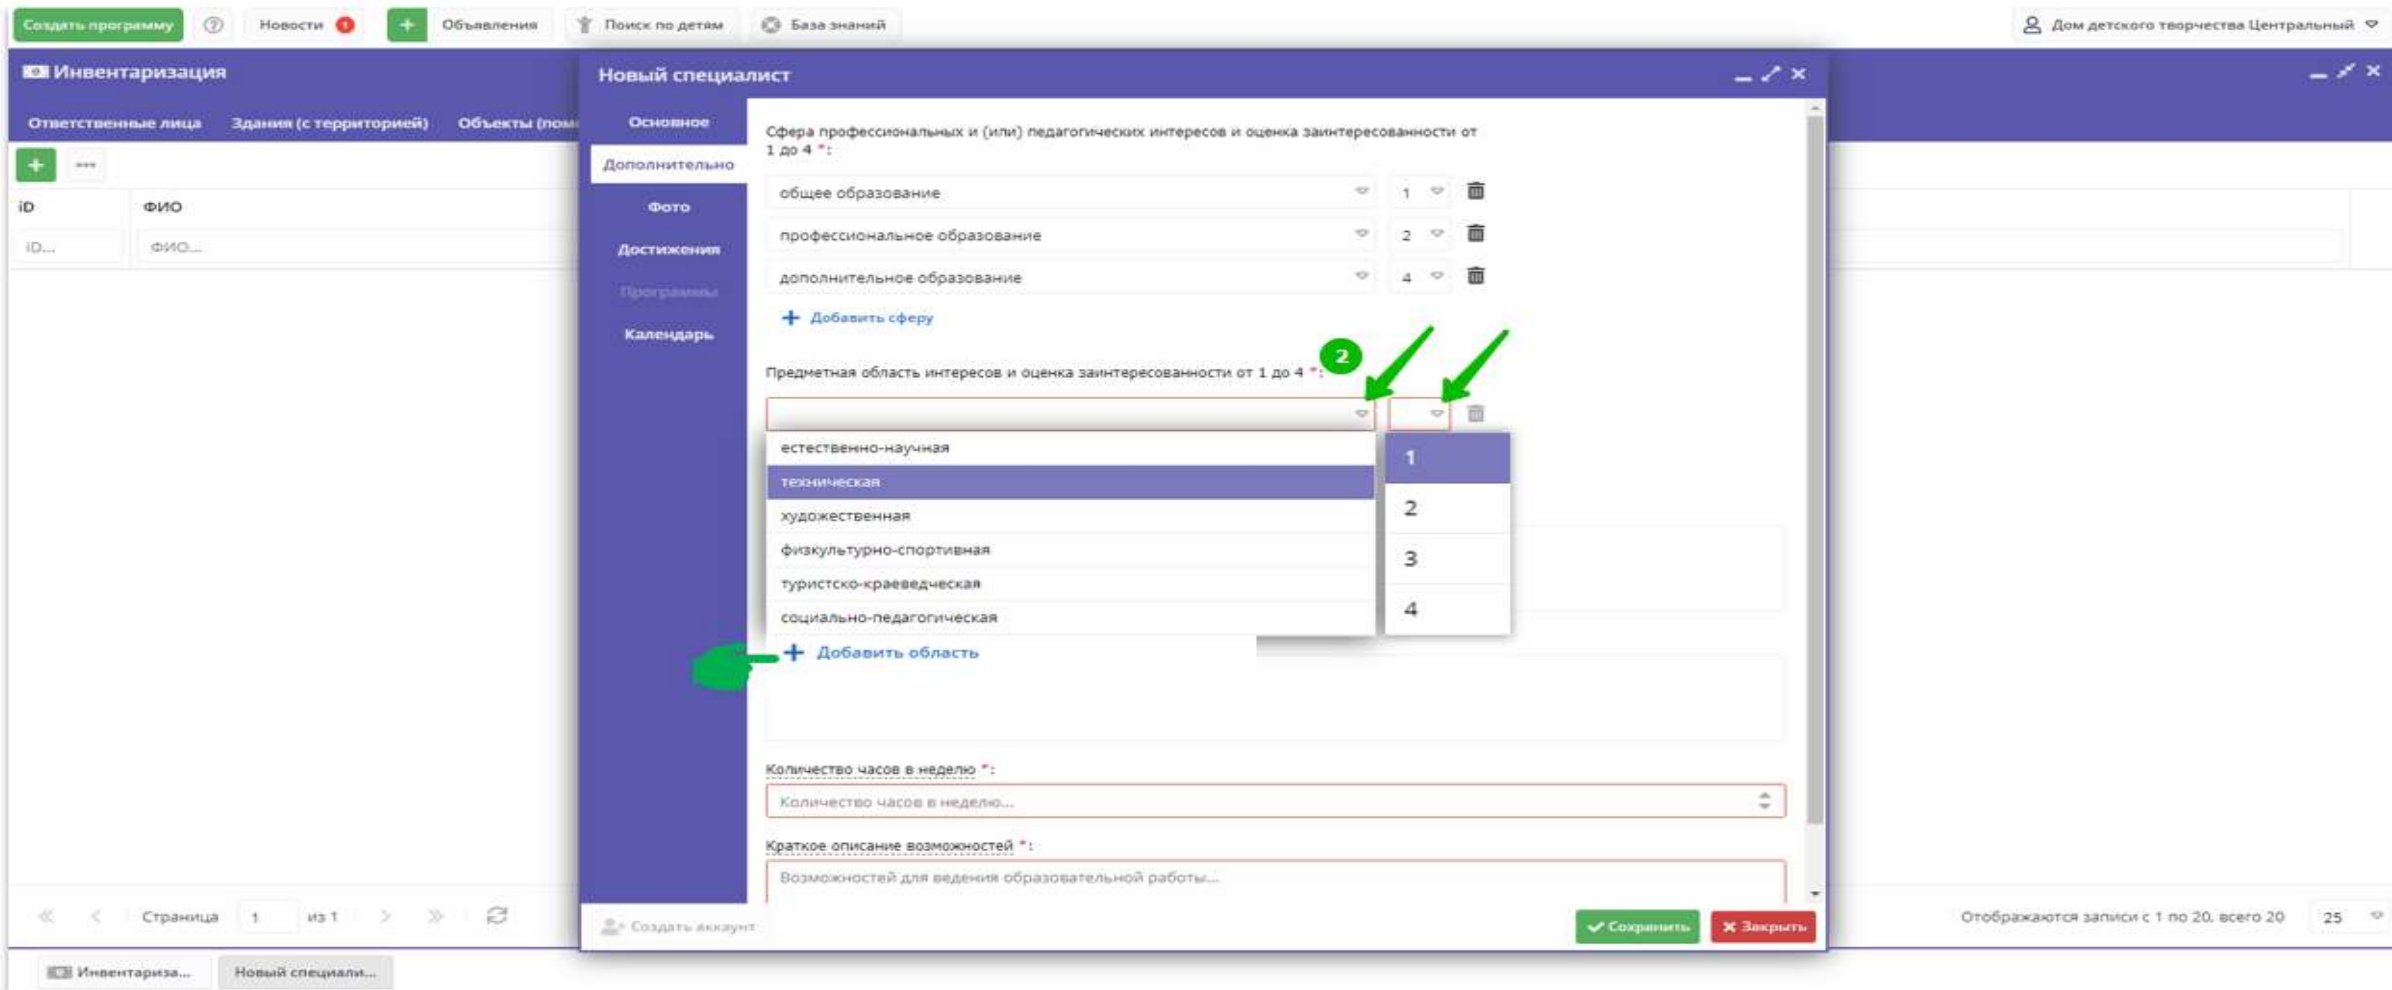 Создать программу
Новости 1
Объявления
Поиск по детям
База знаний
Дом детского творчества Центральный
Инвентаризация
Ответственные лица
Здания (с территорией)
Объекты (пом
iD
ФИО
iD...
ФИО...
Новый специалист
Основное
Дополнительно
Фото
Достижения
Программы
Календарь
Сфера профессиональных и (или) педагогических интересов и оценка заинтересованности от
1 до 4 *:
общее образование 1
профессиональное образование 2
дополнительное образование 4
Добавить сферу
2
Предметная область интересов и оценка заинтересованности от 1 до 4 *:
естественно-научная
техническая
художественная
физкультурно-спортивная
туристско-краеведческая
социально-педагогическая
1
2
3
4
Добавить область
Количество часов в неделю *:
Количество часов в неделю...
Краткое описание возможностей *:
Возможностей для ведения образовательной работы...
Создать аккаунт
Сохранить
Закрыть
Страница 1 из 1
Отображаются записи с 1 по 20, всего 20
25
Инвентариза...
Новый специали...